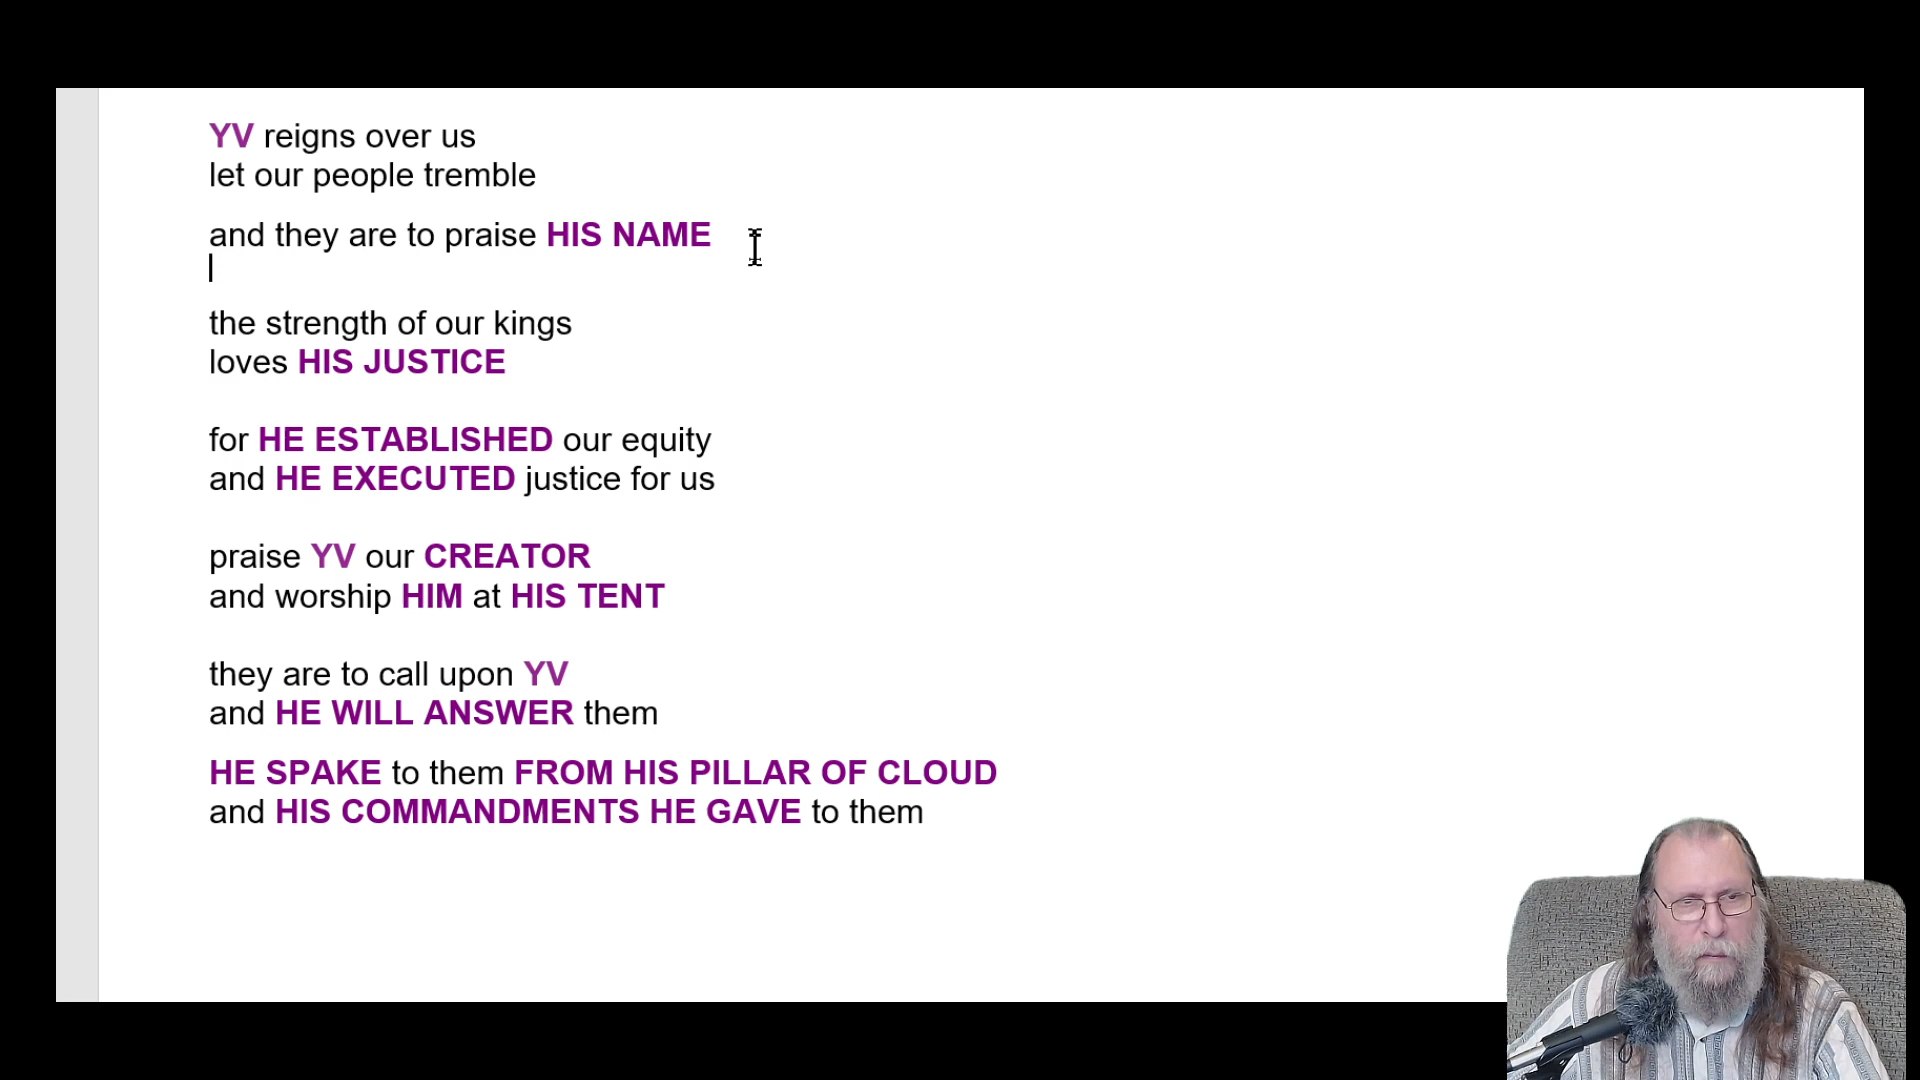 YV reigns over us
let our people tremble
and they are to praise HIS NAME
the strength of our kings
loves HIS JUSTICE
for HE ESTABLISHED our equity
and HE EXECUTED justice for us
praise YV our CREATOR
and worship HIM at HIS TENT
they are to call upon YV
and HE WILL ANSWER them
HE SPAKE to them FROM HIS PILLAR OF CLOUD
and HIS COMMANDMENTS HE GAVE to them